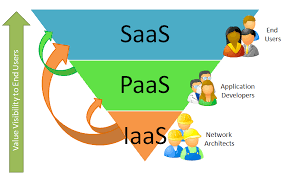 SaaS
End
Users
PaaS
Application
Developers
IaaS
Network
Architects
Value Visibility to End Users